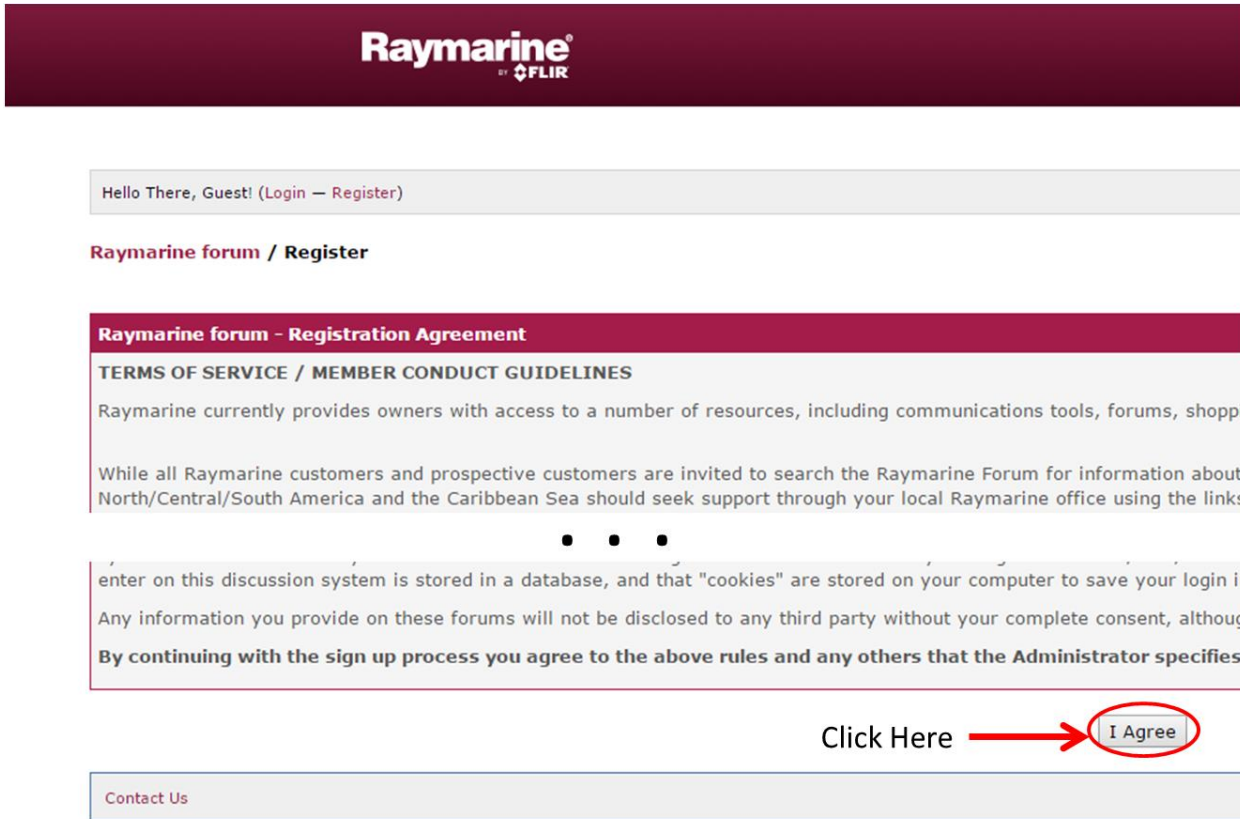 Raymarine®
BY FLIR
Hello There, Guest! (Login — Register)
Raymarine forum / Register
Raymarine forum - Registration Agreement
TERMS OF SERVICE / MEMBER CONDUCT GUIDELINES
Raymarine currently provides owners with access to a number of resources, including communications tools, forums, shopp
While all Raymarine customers and prospective customers are invited to search the Raymarine Forum for information about
North/Central/South America and the Caribbean Sea should seek support through your local Raymarine office using the links
. . .
enter on this discussion system is stored in a database, and that "cookies" are stored on your computer to save your login i
Any information you provide on these forums will not be disclosed to any third party without your complete consent, althoug
By continuing with the sign up process you agree to the above rules and any others that the Administrator specifies
Click Here I Agree
Contact Us